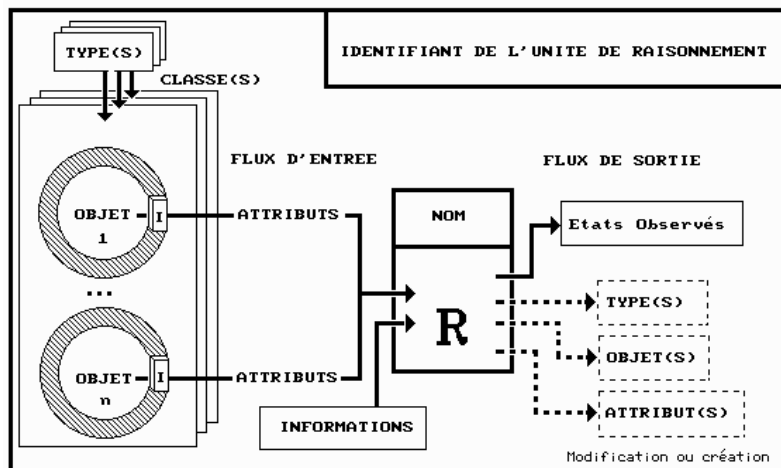 IDENTIFIANT DE L'UNITE DE RAISONNEMENT
TYPE(S)
CLASSE(S)
FLUX D'ENTREE
FLUX DE SORTIE
OBJET
1
I
ATTRIBUTS
NOM
R
Etats Observés
...
TYPE(S)
OBJET(S)
ATTRIBUT(S)
OBJET
n
I
ATTRIBUTS
INFORMATIONS
Modification ou création